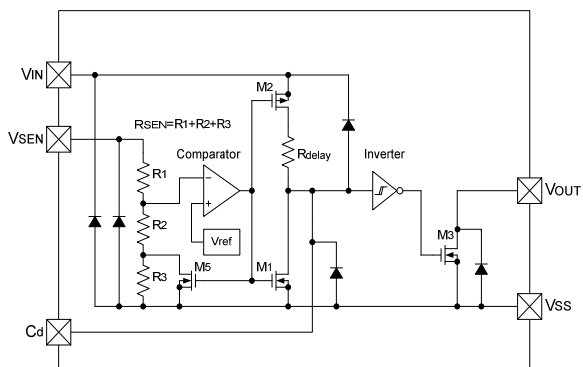 VIN
M2
VSEN
RSEN=R1+R2+R3
Rdelay
Comparator
Inverter
R1
−
+
VOUT
R2
Vref
M3
M5
M1
R3
VSS
Cd